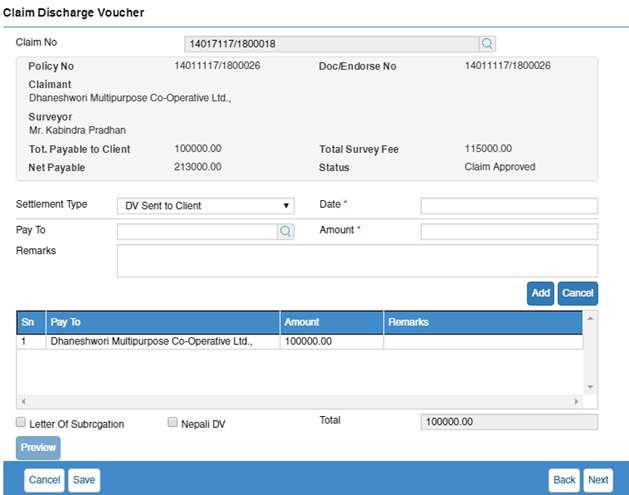 Claim Discharge Voucher
Claim No 14017117/1800018
Policy No 14011117/1800026 Doc/Endorse No 14011117/1800026
Claimant
Dhaneshwori Multipurpose Co-Operative Ltd.,
Surveyor
Mr. Kabindra Pradhan
Tot. Payable to Client 100000.00 Total Survey Fee 115000.00
Net Payable 213000.00 Status Claim Approved
Settlement Type DV Sent to Client Date *
Pay To Amount *
Remarks
Add Cancel
Sn Pay To Amount Remarks
1 Dhaneshwori Multipurpose Co-Operative Ltd., 100000.00
Letter Of Subrcgation Nepali DV Total 100000.00
Preview
Cancel Save Back Next